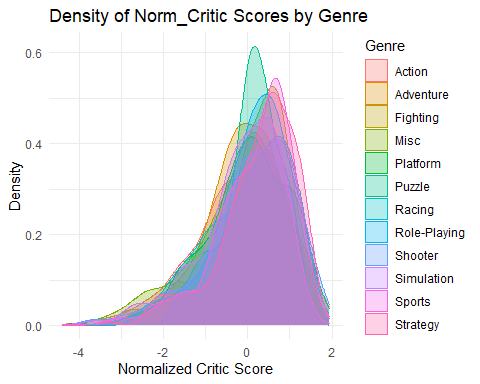 Density of Norm_Critic Scores by Genre
Density
0.6
0.4
0.2
0.0
-4
-2
0
2
Normalized Critic Score
Genre
Action
Adventure
Fighting
Misc
Platform
Puzzle
Racing
Role-Playing
Shooter
Simulation
Sports
Strategy